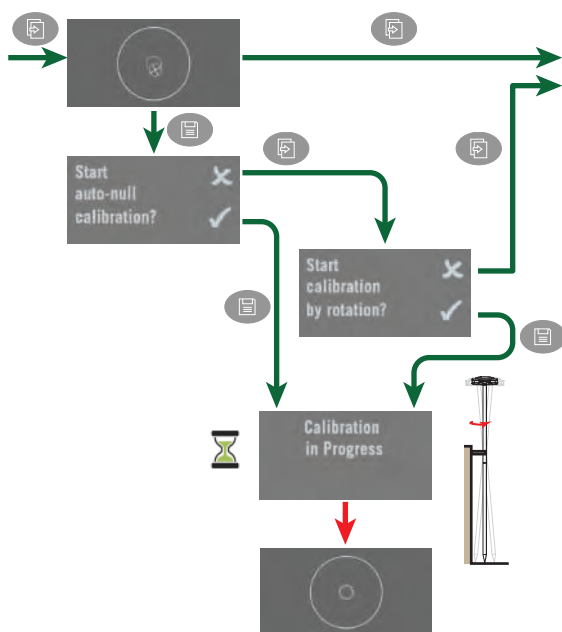 Start
auto-null
calibration?
Start
calibration
by rotation?
Calibration
in Progress